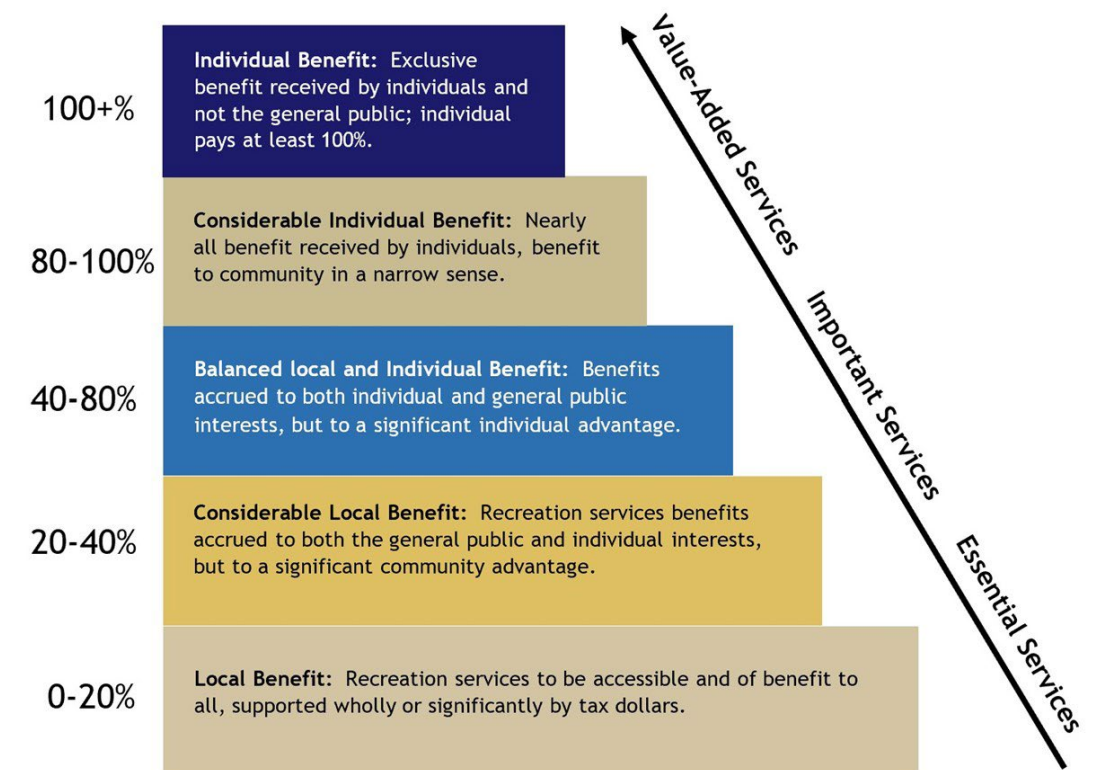 100+%
Individual Benefit: Exclusive
benefit received by individuals and
not the general public; individual
pays at least 100%.
80-100%
Considerable Individual Benefit: Nearly
all benefit received by individuals, benefit
to community in a narrow sense.
40-80%
Balanced local and Individual Benefit: Benefits
accrued to both individual and general public
interests, but to a significant individual advantage.
20-40%
Considerable Local Benefit: Recreation services benefits
accrued to both the general public and individual interests,
but to a significant community advantage.
0-20%
Local Benefit: Recreation services to be accessible and of benefit to
all, supported wholly or significantly by tax dollars.
Value-Added Services
Important Services
Essential Services